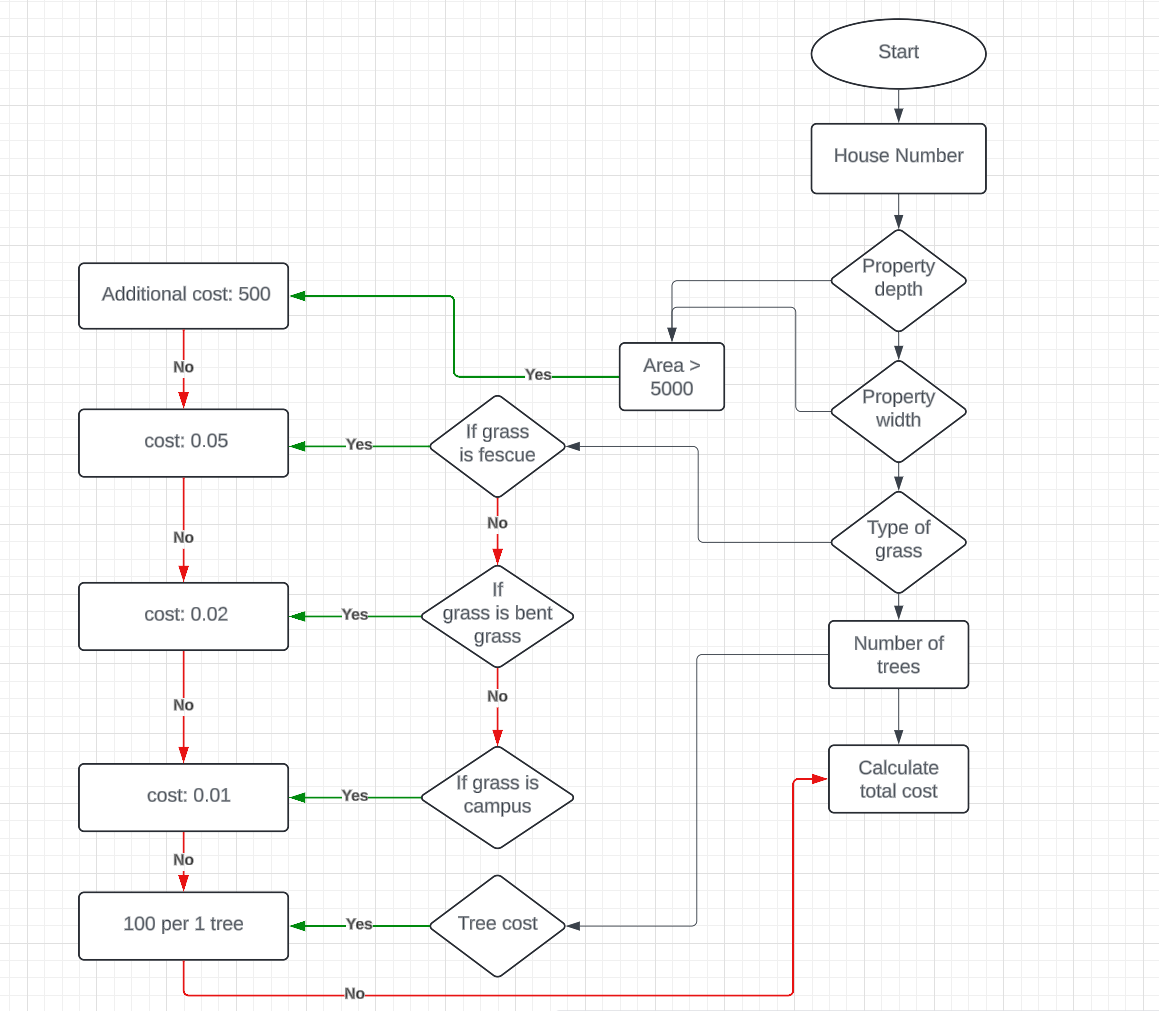 Start
House Number
Property
depth
Additional cost: 500
Area >
5000
No
Yes
Property
width
If grass
is fescue
cost: 0.05
Yes
No
Type of
grass
No
If
grass is bent
grass
cost: 0.02
Yes
Number of
trees
No
No
Calculate
total cost
If grass is
campus
cost: 0.01
Yes
No
100 per 1 tree
Yes
Tree cost
No